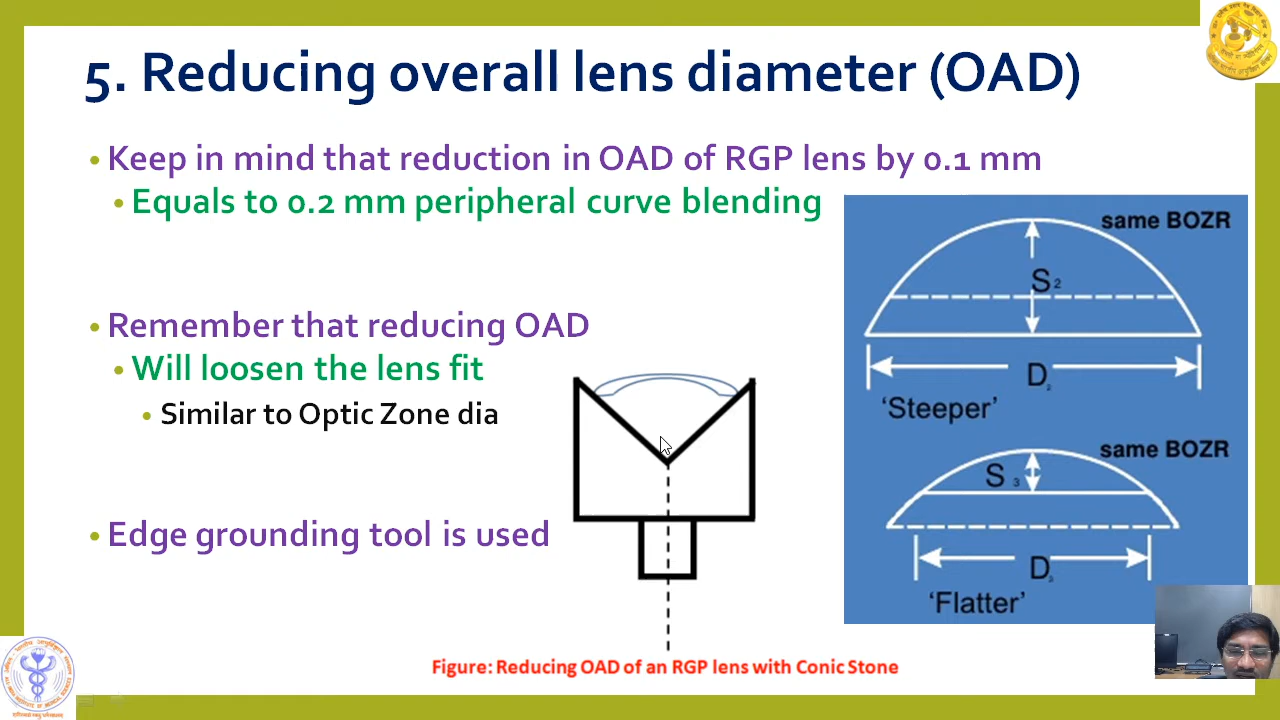 5. Reducing overall lens diameter (OAD)
• Keep in mind that reduction in OAD of RGP lens by 0.1 mm
• Equals to 0.2 mm peripheral curve blending
• Remember that reducing OAD
• Will loosen the lens fit
• Similar to Optic Zone dia
• Edge grounding tool is used
same BOZR
S2
D2
'Steeper'
same BOZR
S 3
D3
'Flatter'
Figure: Reducing OAD of an RGP lens with Conic Stone